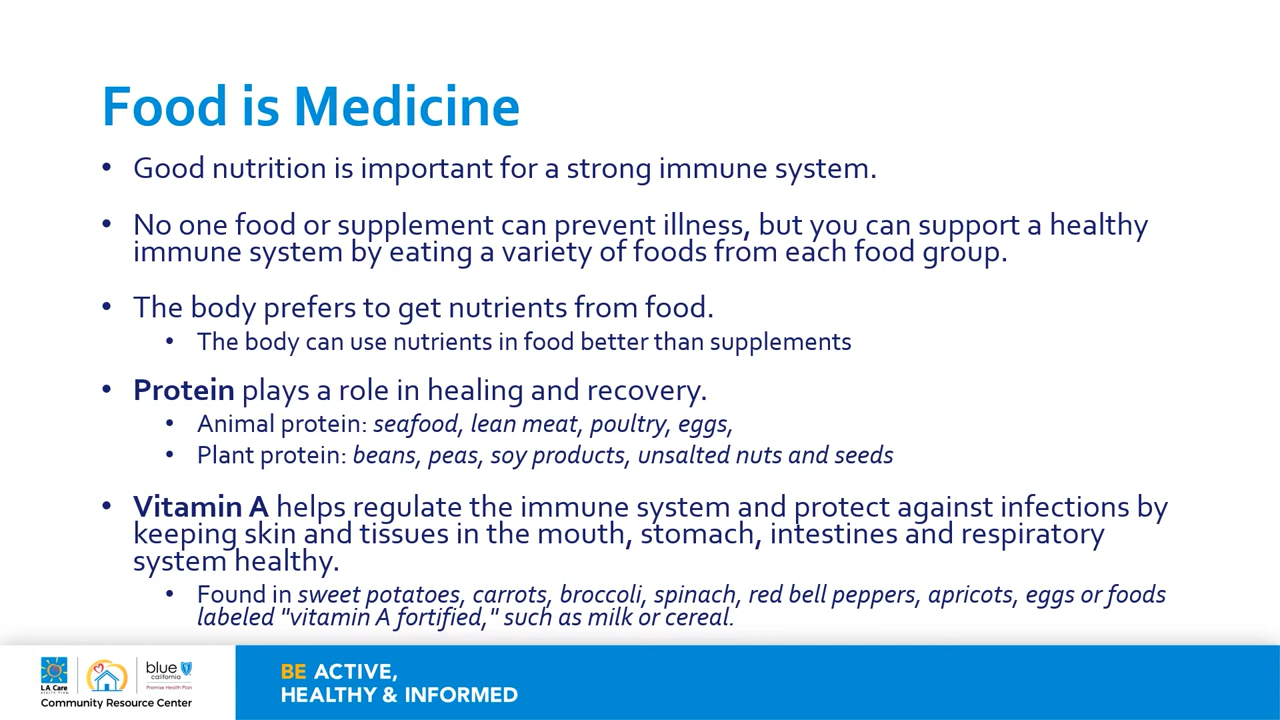 Food is Medicine
• Good nutrition is important for a strong immune system.
• No one food or supplement can prevent illness, but you can support a healthy
immune system by eating a variety of foods from each food group.
• The body prefers to get nutrients from food.
• The body can use nutrients in food better than supplements
• Protein plays a role in healing and recovery.
• Animal protein: seafood, lean meat, poultry, eggs,
• Plant protein: beans, peas, soy products, unsalted nuts and seeds
• Vitamin A helps regulate the immune system and protect against infections by
keeping skin and tissues in the mouth, stomach, intestines and respiratory
system healthy.
• Found in sweet potatoes, carrots, broccoli, spinach, red bell peppers, apricots, eggs or foods
labeled "vitamin A fortified," such as milk or cereal.
L.A. Care
HEALTH PLAN
blue
california
Promise Health Plan
Community Resource Center
BE ACTIVE,
HEALTHY & INFORMED